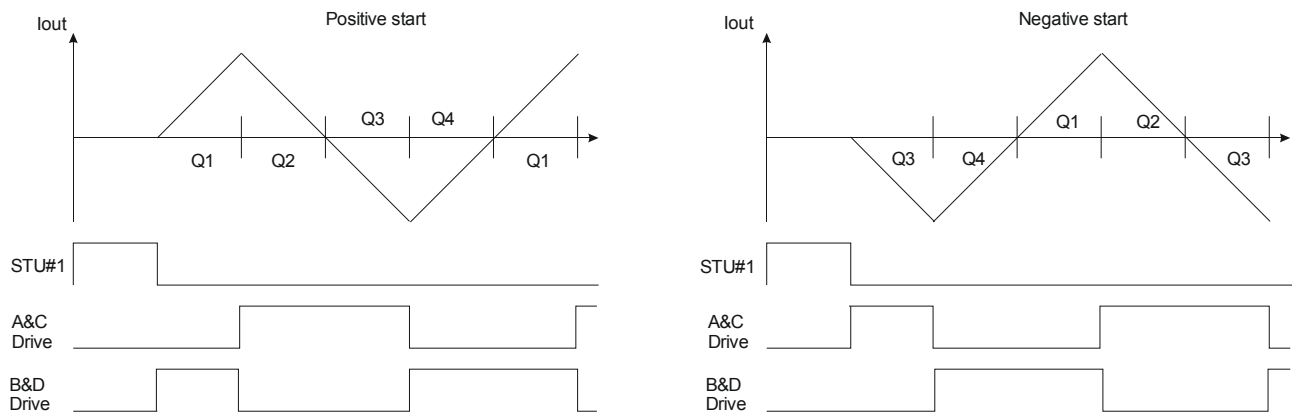 Positive start
Iout
Q3 Q4
Q1 Q2 Q1
STU#1
A&C
Drive
B&D
Drive
Negative start
Iout
Q1 Q2
Q3 Q4 Q3
STU#1
A&C
Drive
B&D
Drive